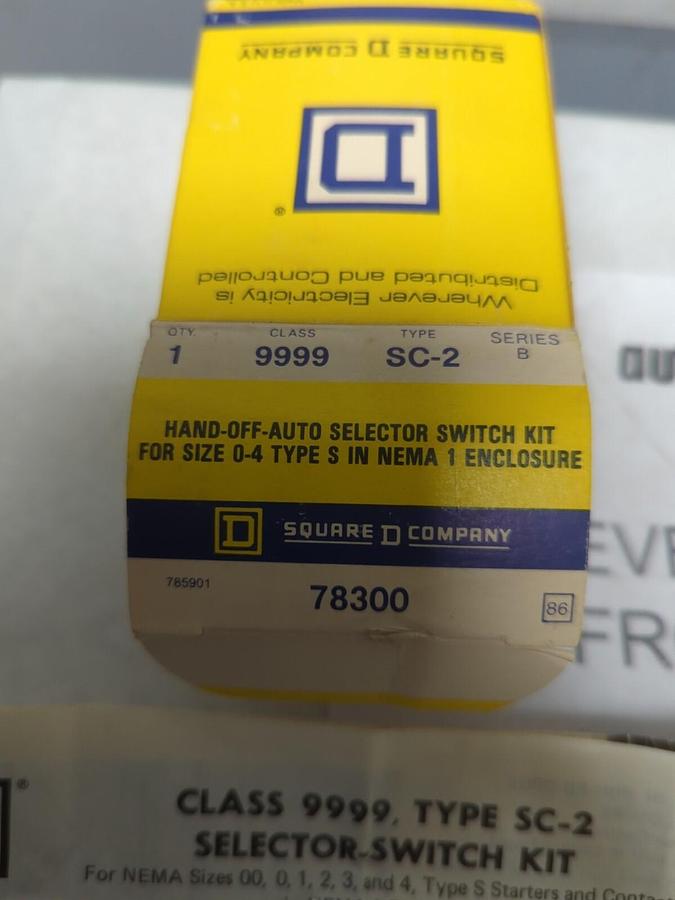 SQUARE D COMPANY
D
®
Wherever Electricity is
Distributed and Controlled
QTY. CLASS TYPE SERIES
1 9999 SC-2 B
HAND-OFF-AUTO SELECTOR SWITCH KIT
FOR SIZE 0-4 TYPE S IN NEMA 1 ENCLOSURE
D SQUARE D COMPANY
785901
78300
86
au
EVE
FRO
®
CLASS 9999, TYPE SC-2
SELECTOR-SWITCH KIT
For NEMA Sizes 00, 0, 1, 2, 3, and 4, Type S Starters and